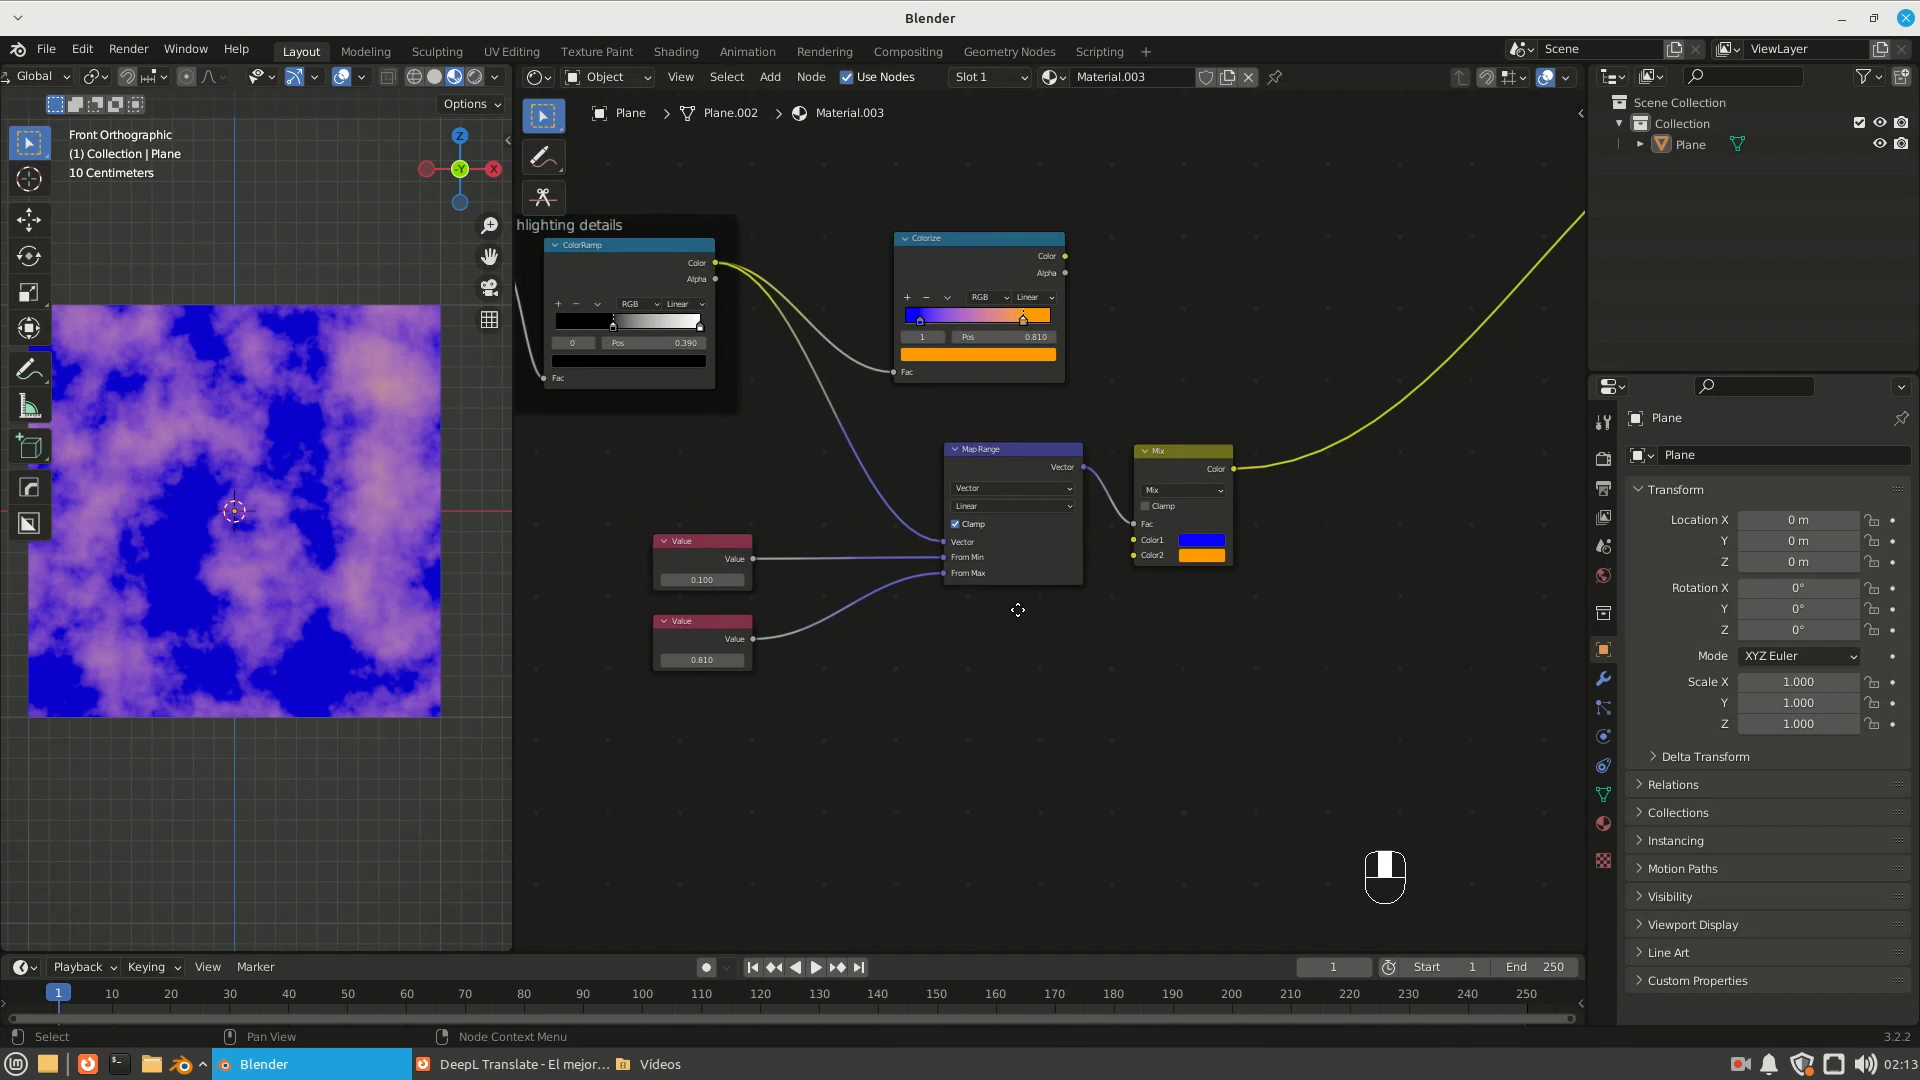 Blender
File Edit Render Window Help Layout Modeling Sculpting UV Editing Texture Paint Shading Animation Rendering Compositing Geometry Nodes Scripting + Scene ViewLayer
Global Object View Select Add Node Use Nodes Slot 1 Material.003
Options
Plane > Plane.002 > Material.003
Front Orthographic
(1) Collection | Plane
10 Centimeters
Z
-Y
X
hlighting details
ColorRamp
Color
Alpha
+ − RGB Linear
0 Pos 0.390
Fac
Colorize
Color
Alpha
+ − RGB Linear
1 Pos 0.810
Fac
Map Range
Vector
Vector
Linear
Clamp
Vector
From Min
From Max
Mix
Color
Mix
Clamp
Fac
Color1
Color2
Value
Value
0.100
Value
Value
0.810
Scene Collection
Collection
Plane
Plane
Plane
Transform
Location X 0 m
Y 0 m
Z 0 m
Rotation X 0°
Y 0°
Z 0°
Mode XYZ Euler
Scale X 1.000
Y 1.000
Z 1.000
Delta Transform
Relations
Collections
Instancing
Motion Paths
Visibility
Viewport Display
Line Art
Custom Properties
Playback Keying View Marker 1 Start 1 End 250
1 10 20 30 40 50 60 70 80 90 100 110 120 130 140 150 160 170 180 190 200 210 220 230 240 250
Select Pan View Node Context Menu 3.2.2
Blender DeepL Translate - El mejor... Vídeos 02:13